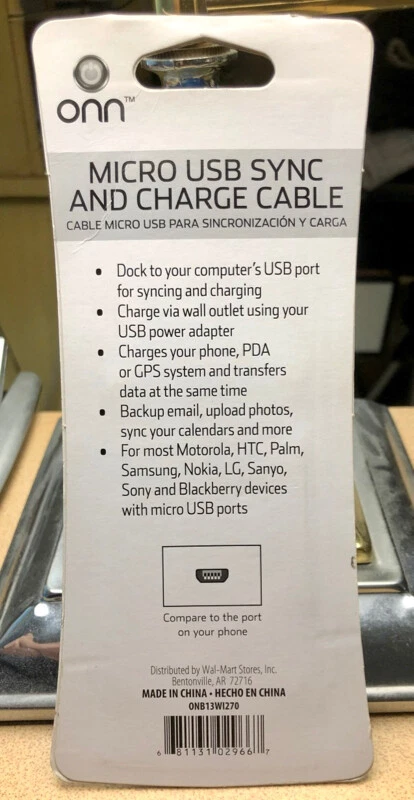 onn™
MICRO USB SYNC
AND CHARGE CABLE
CABLE MICRO USB PARA SINCRONIZACIÓN Y CARGA
• Dock to your computer's USB port
for syncing and charging
• Charge via wall outlet using your
USB power adapter
• Charges your phone, PDA
or GPS system and transfers
data at the same time
• Backup email, upload photos,
sync your calendars and more
• For most Motorola, HTC, Palm,
Samsung, Nokia, LG, Sanyo,
Sony and Blackberry devices
with micro USB ports
Compare to the port
on your phone
Distributed by Wal-Mart Stores, Inc.
Bentonville, AR 72716
MADE IN CHINA • HECHO EN CHINA
ONB13WI270
6 81131 02966 7